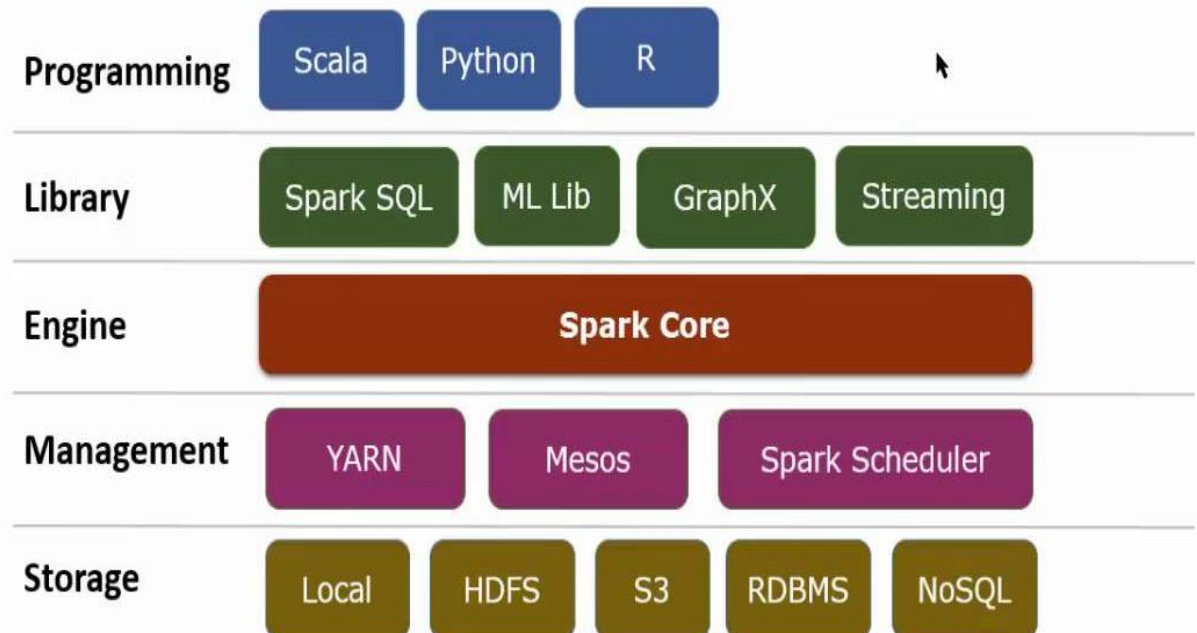 Programming
Scala Python R
Library
Spark SQL ML Lib GraphX Streaming
Engine
Spark Core
Management
YARN Mesos Spark Scheduler
Storage
Local HDFS S3 RDBMS NoSQL